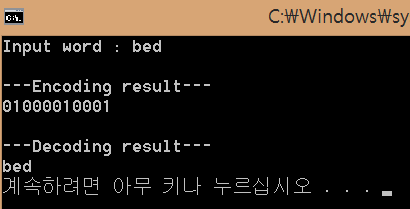 C:\Windows\sy
Input word : bed
---Encoding result---
01000010001
---Decoding result---
bed
계속하려면 아무 키나 누르십시오 . . .